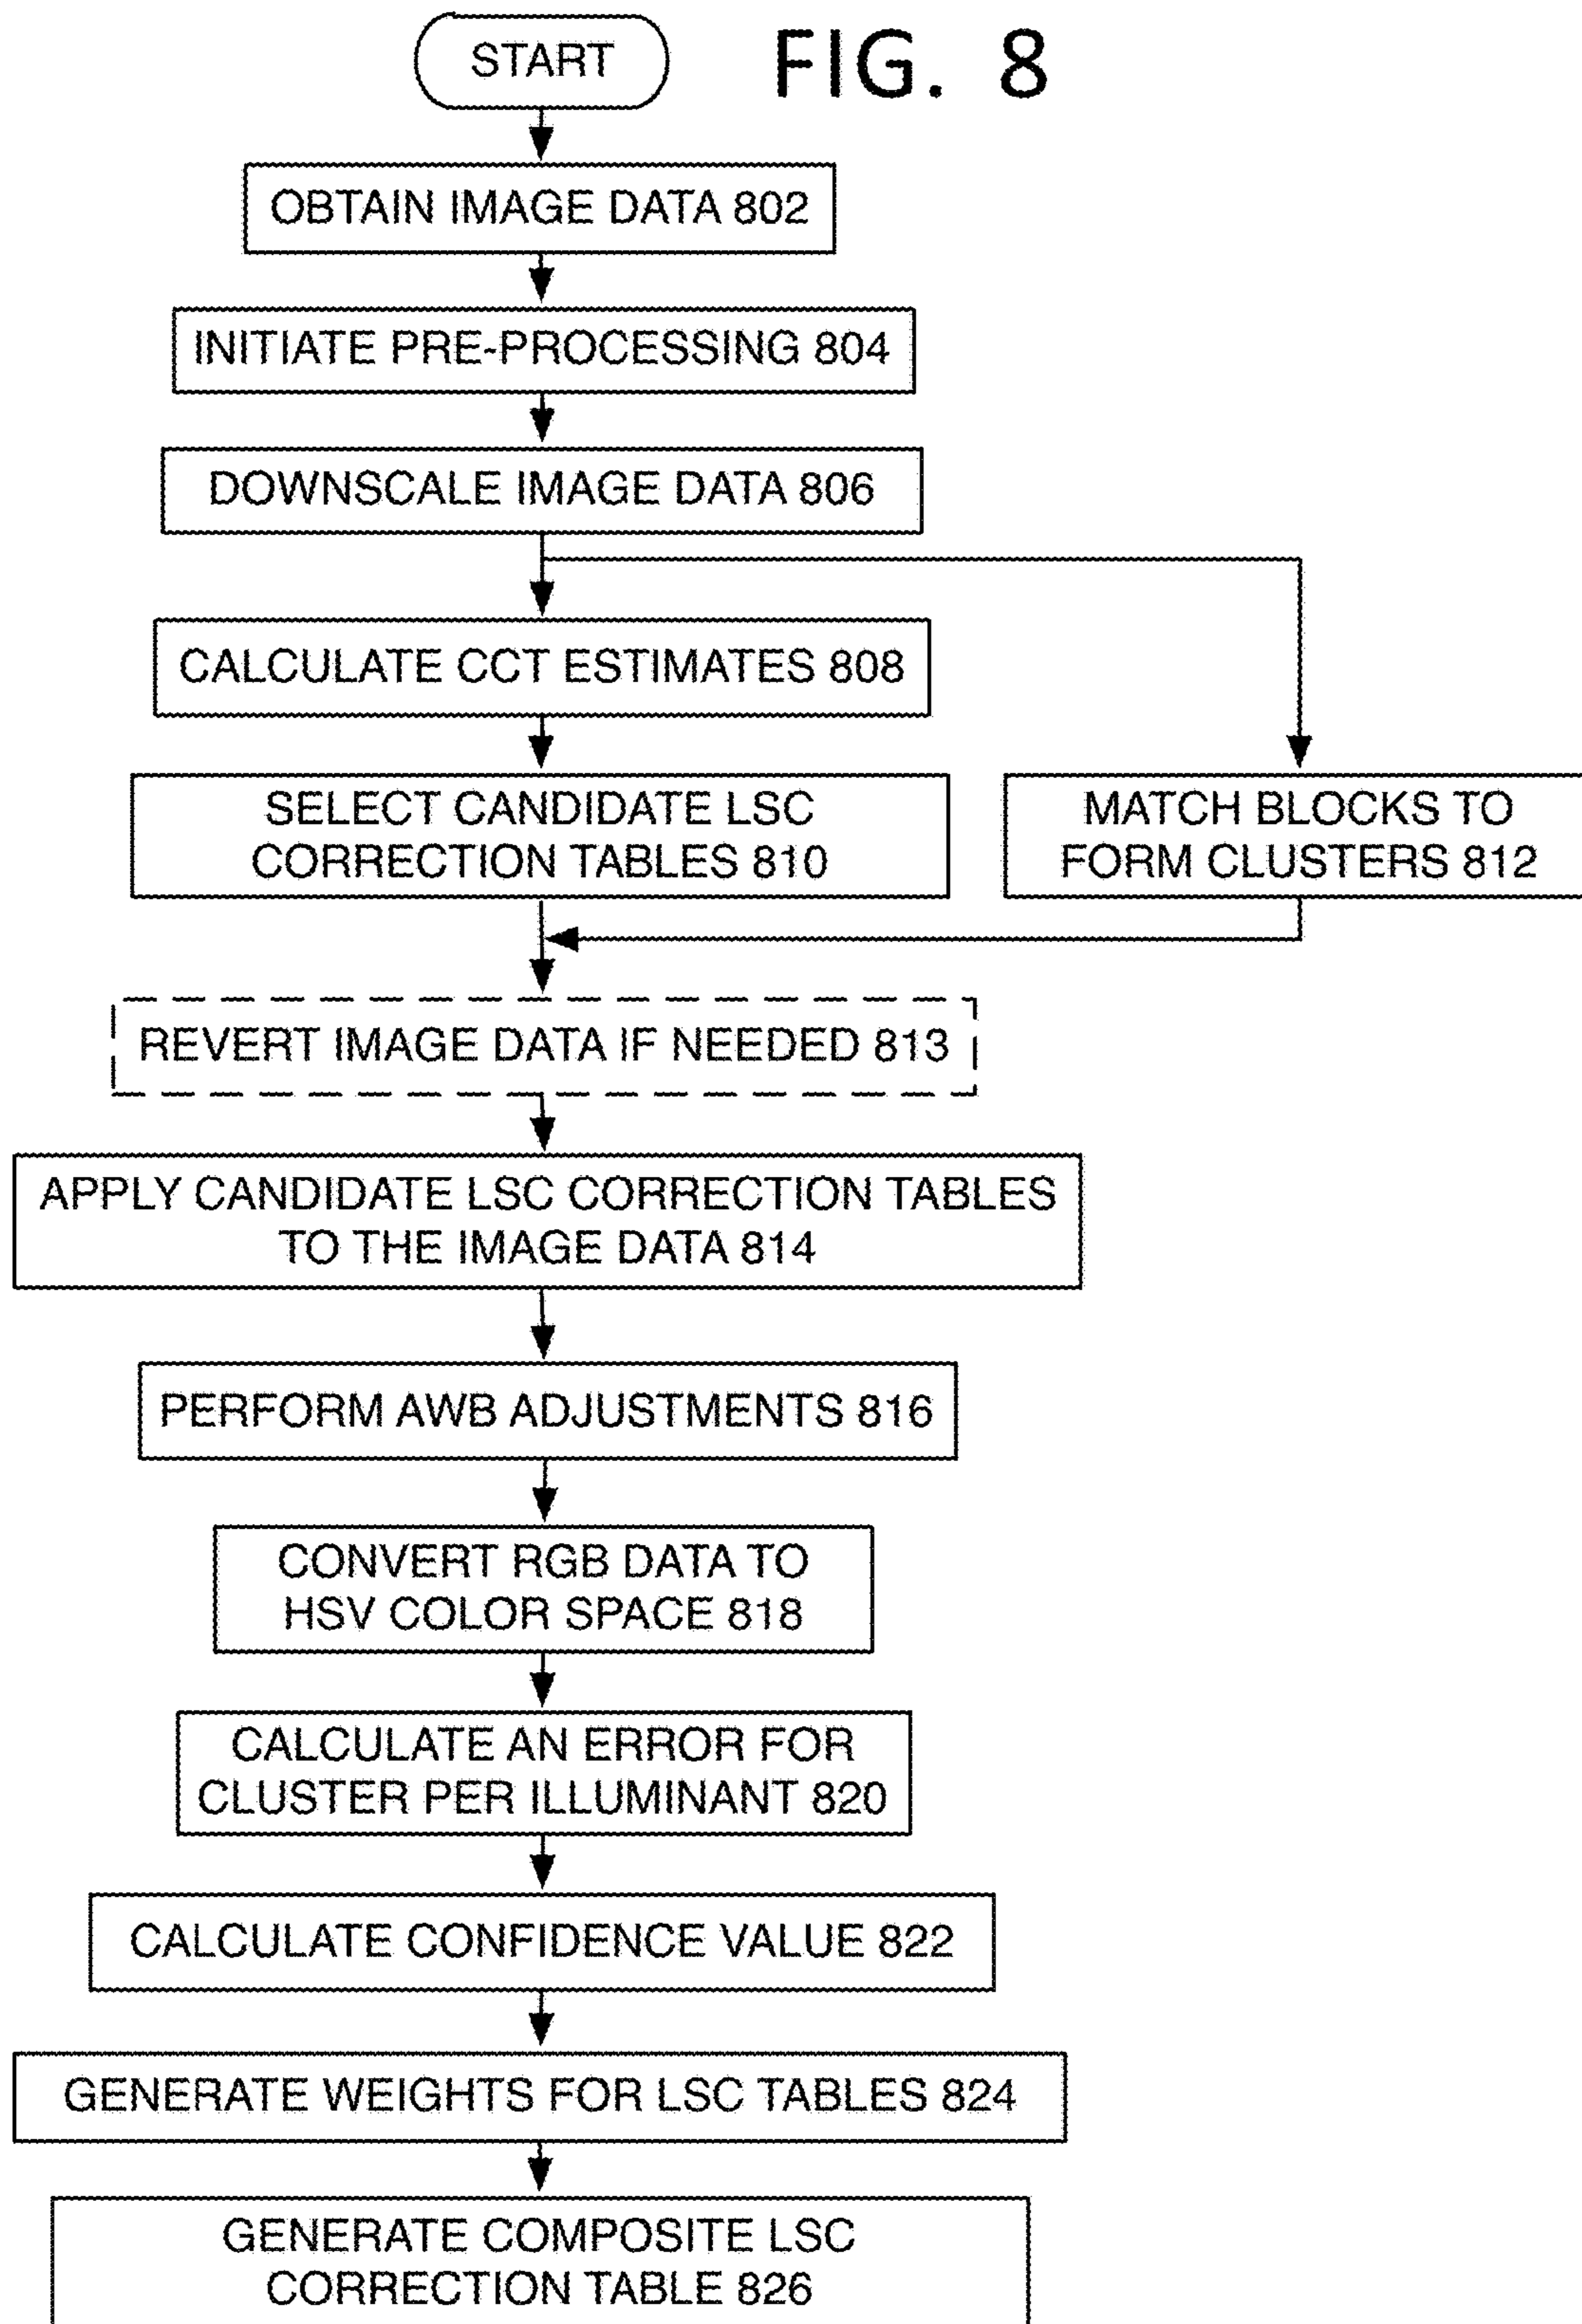 START
FIG. 8
OBTAIN IMAGE DATA 802
INITIATE PRE-PROCESSING 804
DOWNSCALE IMAGE DATA 806
CALCULATE CCT ESTIMATES 808
SELECT CANDIDATE LSC
CORRECTION TABLES 810
MATCH BLOCKS TO
FORM CLUSTERS 812
REVERT IMAGE DATA IF NEEDED 813
APPLY CANDIDATE LSC CORRECTION TABLES
TO THE IMAGE DATA 814
PERFORM AWB ADJUSTMENTS 816
CONVERT RGB DATA TO
HSV COLOR SPACE 818
CALCULATE AN ERROR FOR
CLUSTER PER ILLUMINANT 820
CALCULATE CONFIDENCE VALUE 822
GENERATE WEIGHTS FOR LSC TABLES 824
GENERATE COMPOSITE LSC
CORRECTION TABLE 826